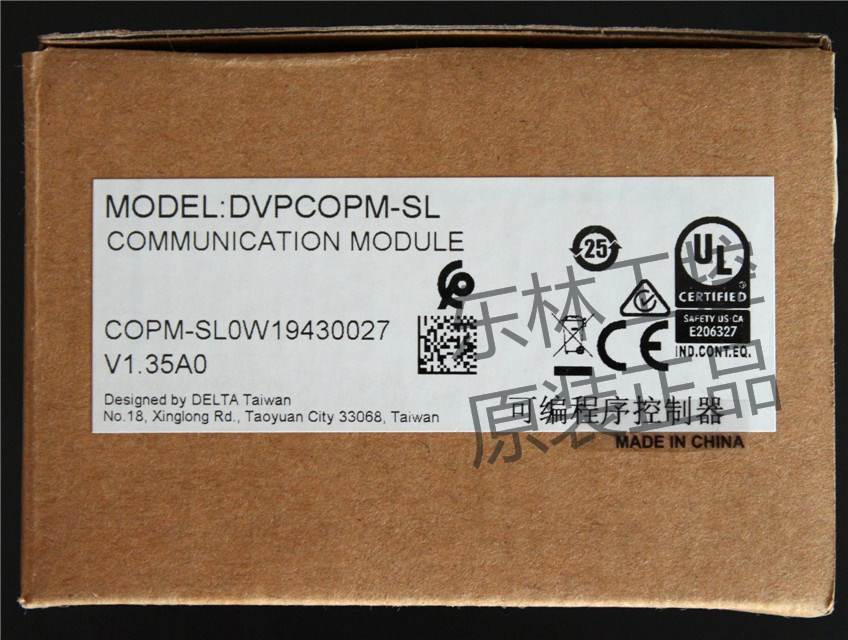 MODEL:DVPCOPM-SL
COMMUNICATION MODULE
COPM-SL0W19430027
V1.35A0
Designed by DELTA Taiwan
No.18, Xinglong Rd., Taoyuan City 33068, Taiwan
25
UL
CERTIFIED
SAFETY US·CA
E206327
IND.CONT.EQ.
CE
可编程序控制器
MADE IN CHINA
乐林工控
原装正品